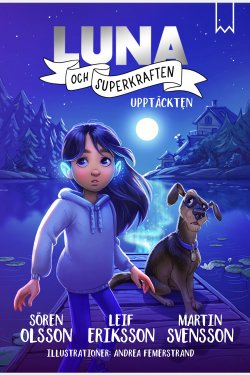 LUNA
OCH SUPERKRAFTEN
UPPTÄCKTEN
SÖREN LEIF MARTIN
OLSSON ERIKSSON SVENSSON
ILLUSTRATIONER: ANDREA FEMERSTRAND